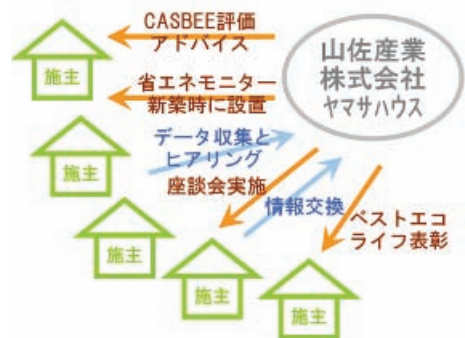 CASBEE評価
アドバイス
山佐産業
株式会社
ヤマサハウス
施主
省エネモニター
新築時に設置
データ収集と
ヒアリング
施主
座談会実施
情報交換
ベストエコ
ライフ表彰
施主
施主
施主